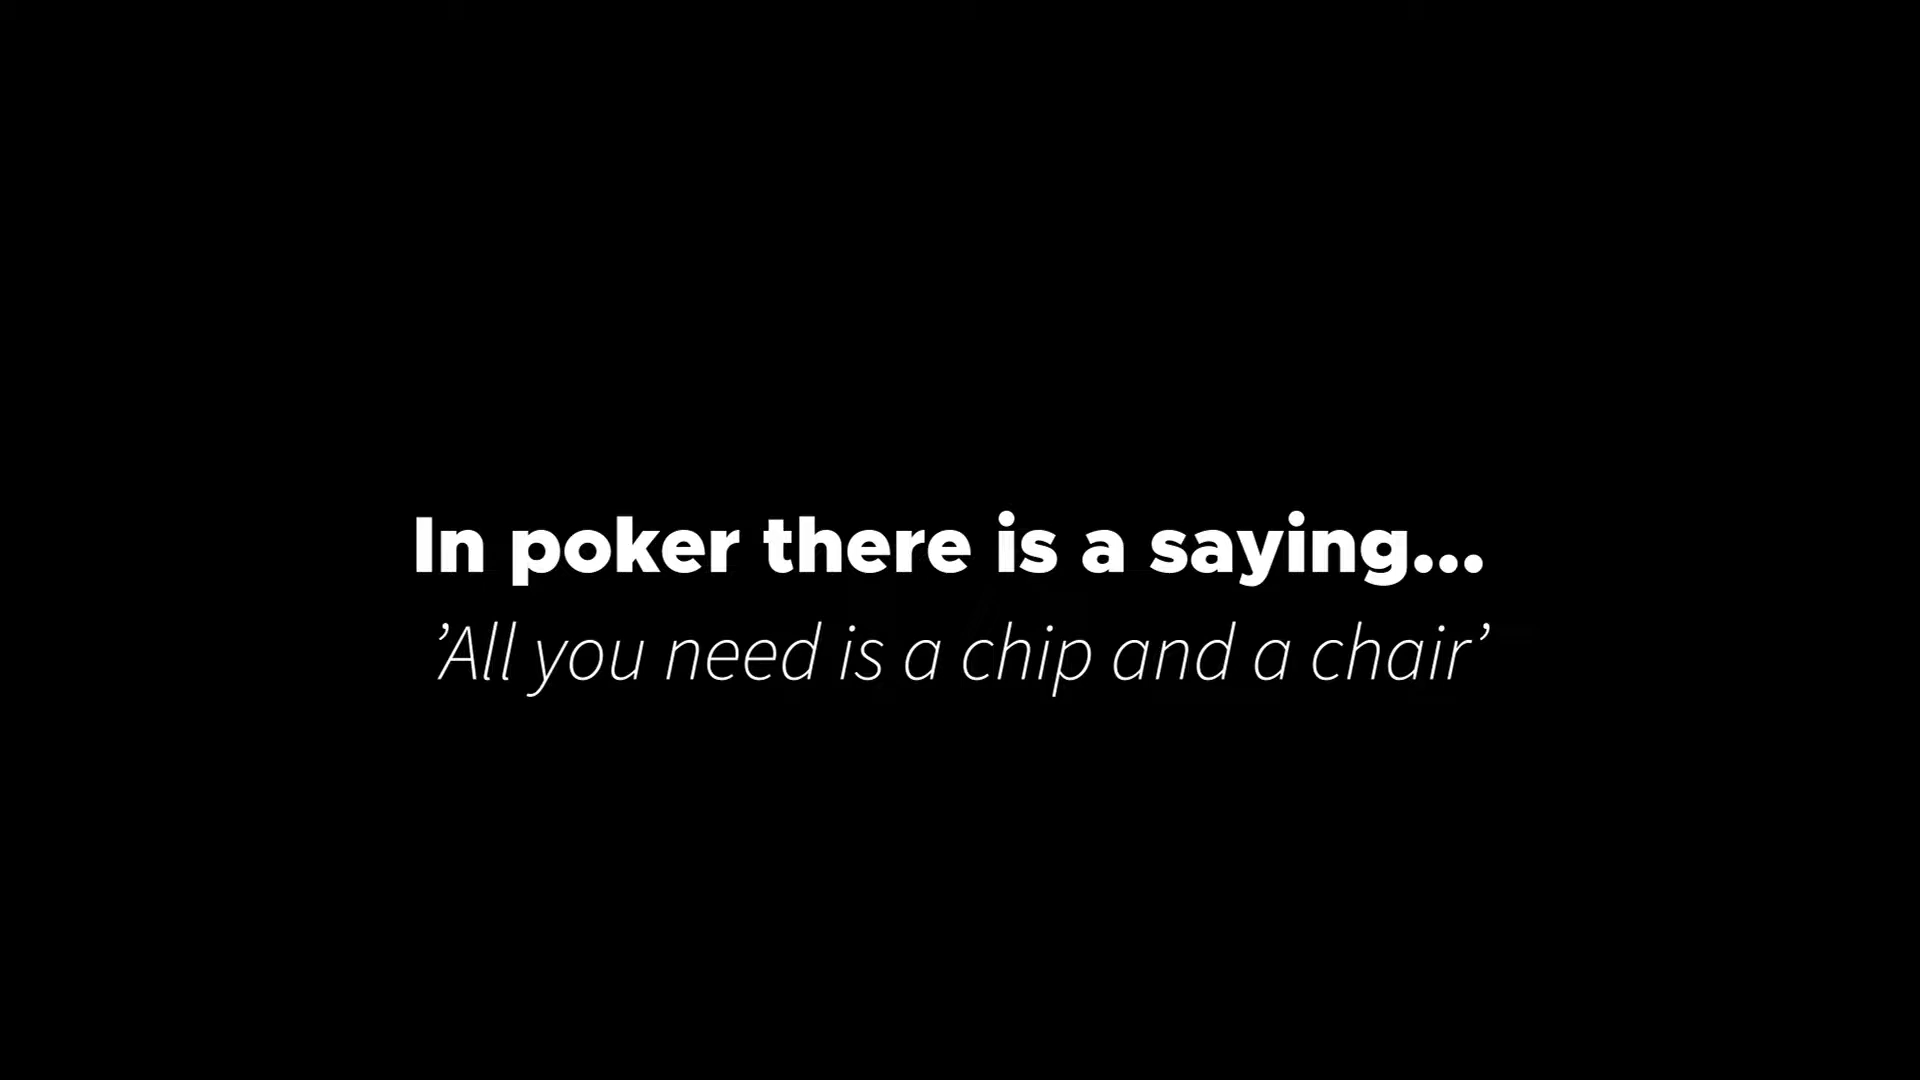 In poker there is a saying...
’All you need is a chip and a chair’